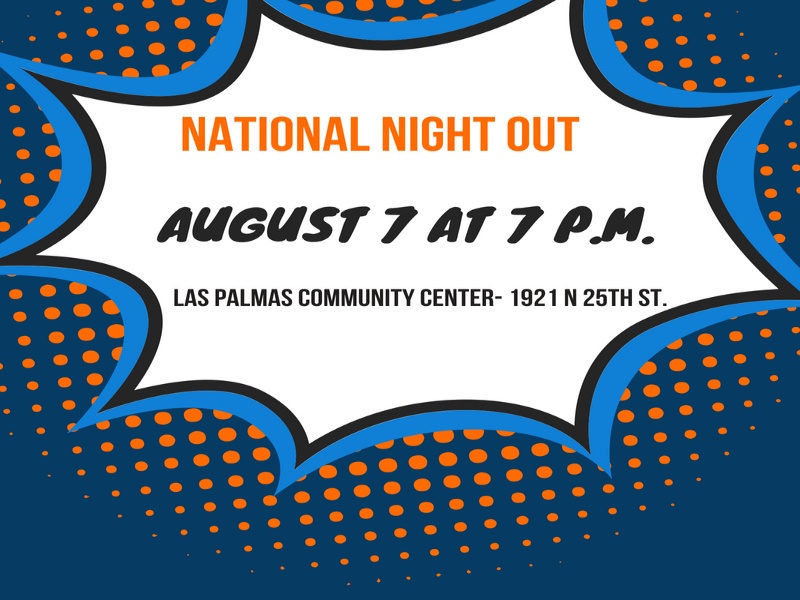 NATIONAL NIGHT OUT
AUGUST 7 AT 7 P.M.
LAS PALMAS COMMUNITY CENTER- 1921 N 25TH ST.